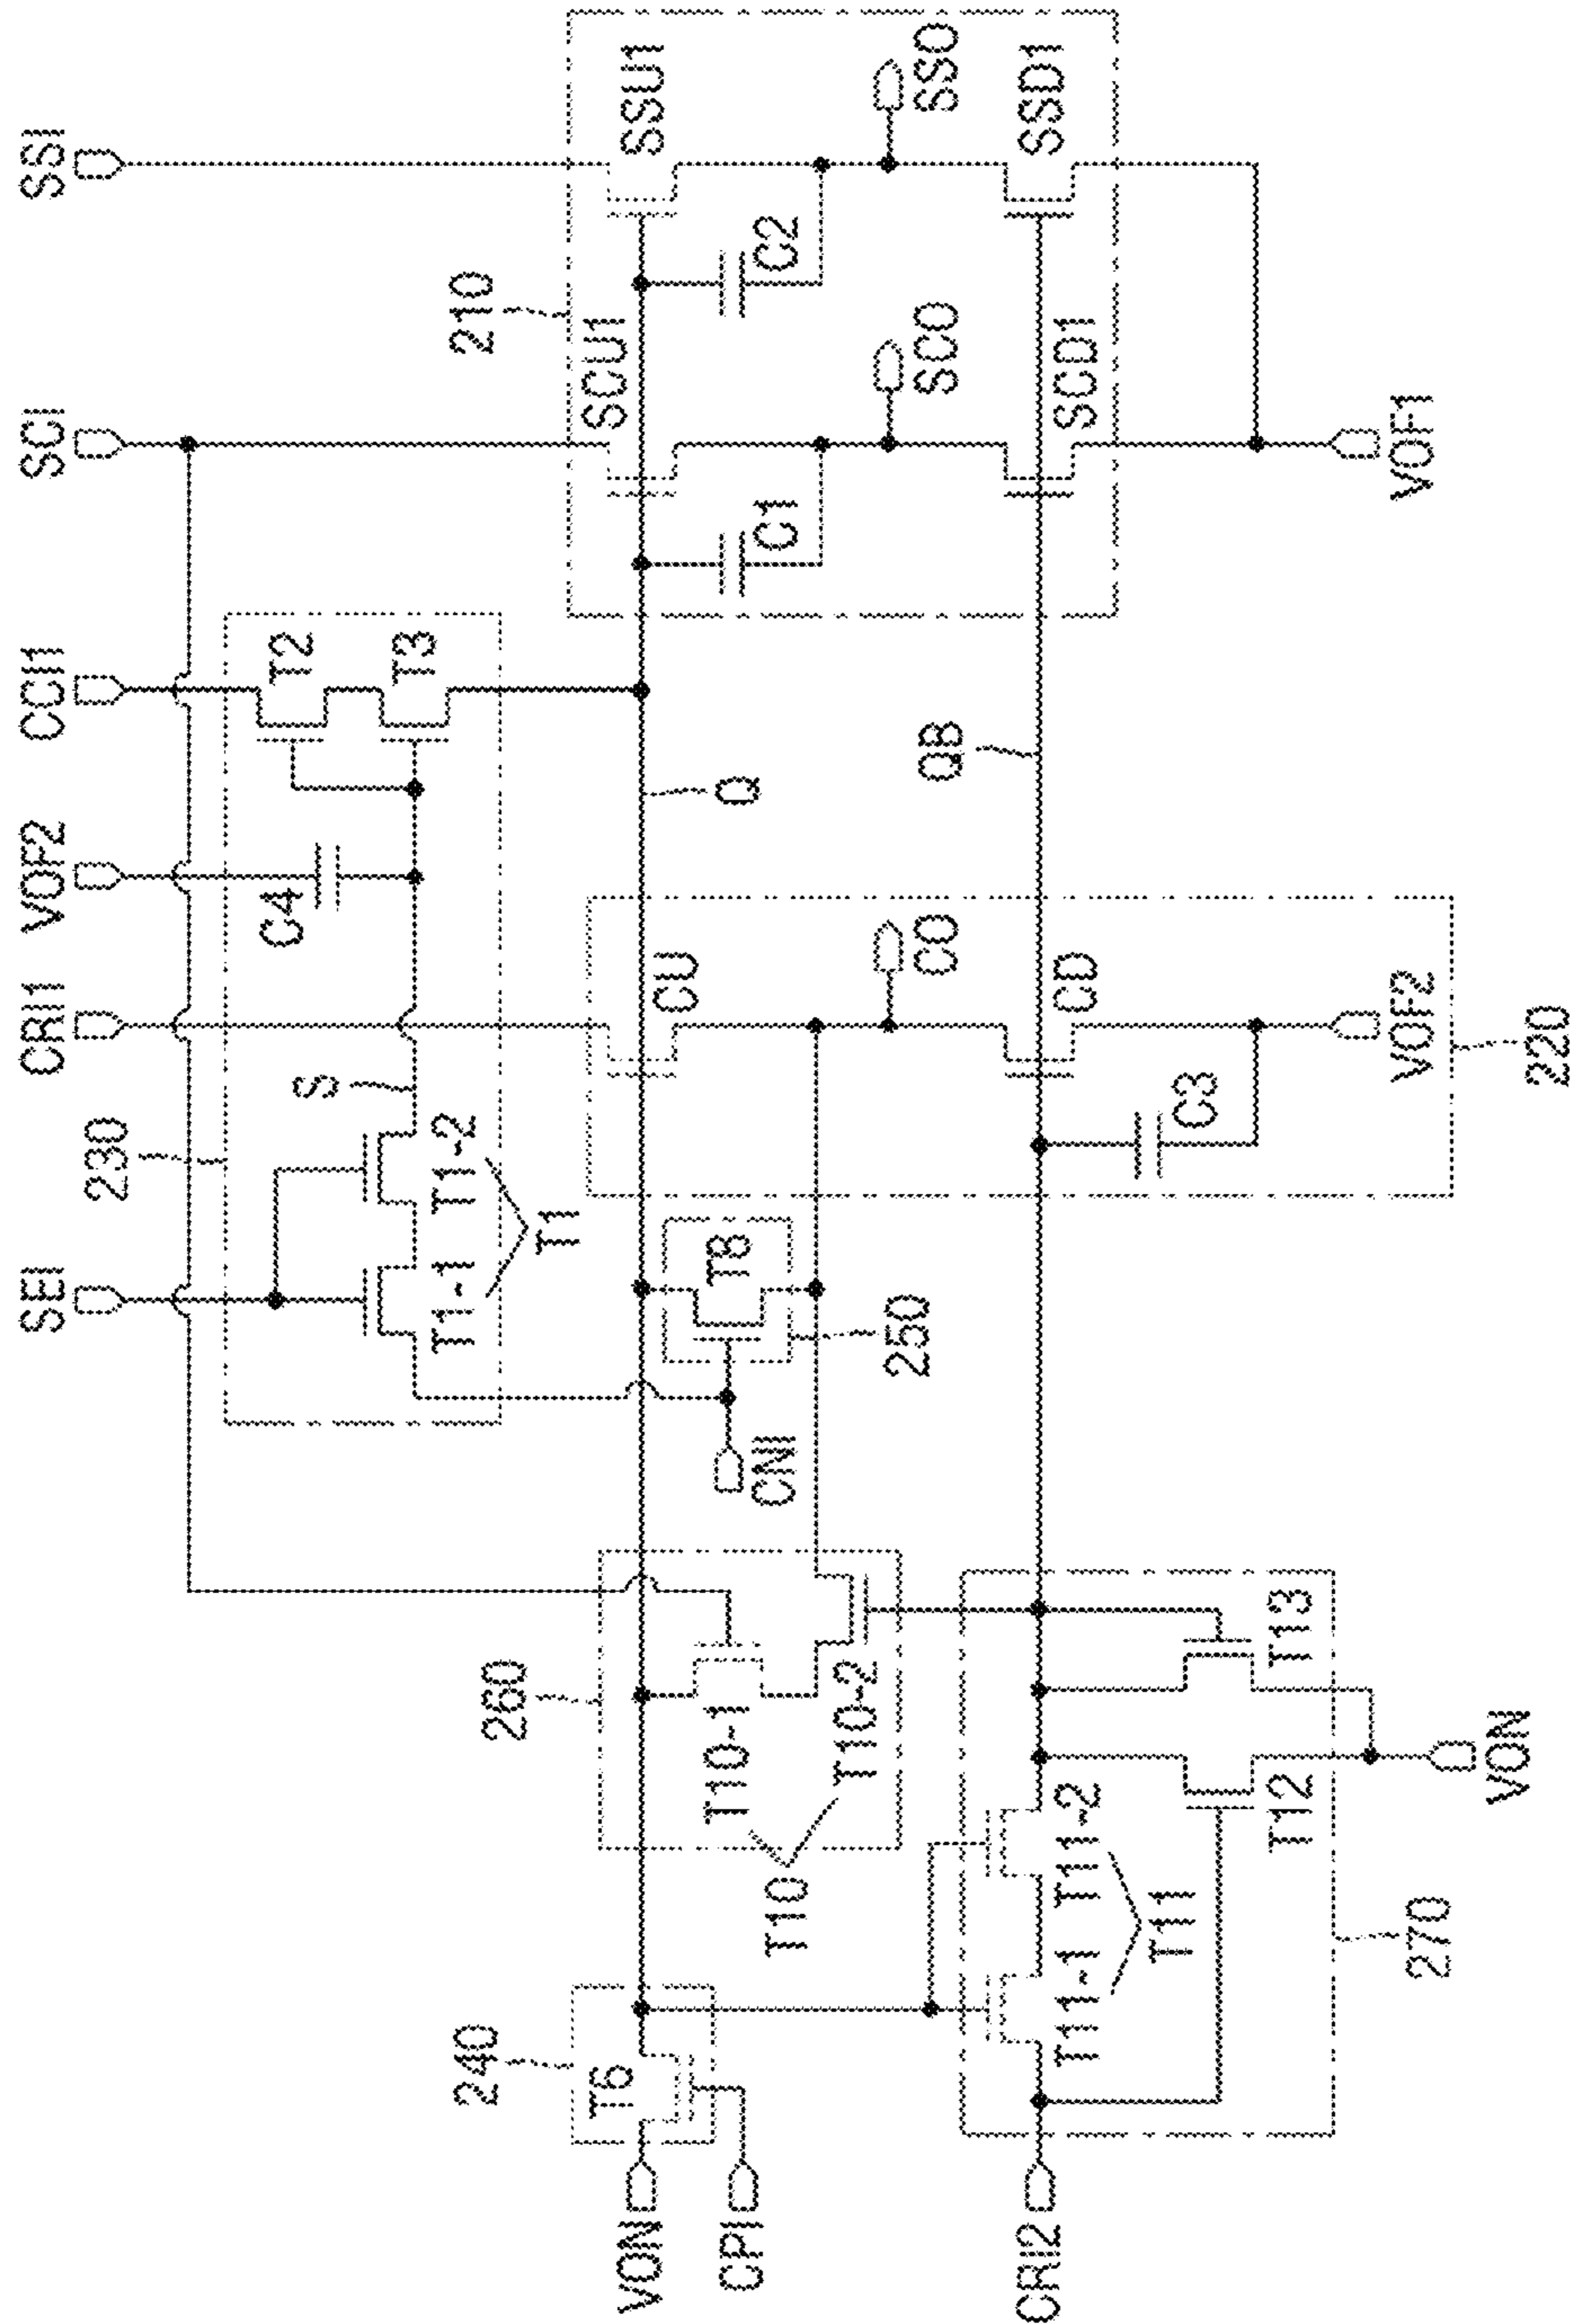 SEI
CRI1
VOF2
CCI1
SCI
SSI
230
S
C4
T2
T3
T1-1
T1-2
T1
210
SCU1
SSU1
C1
C2
SCO
SSO
SCD1
SSD1
VOF1
Q
QB
CU
CO
CD
C3
VOF2
220
T8
250
CNI
260
T10-1
T10-2
T10
240
T6
VON
CPI
CRI2
T11-1
T11-2
T11
T12
T13
270
VON